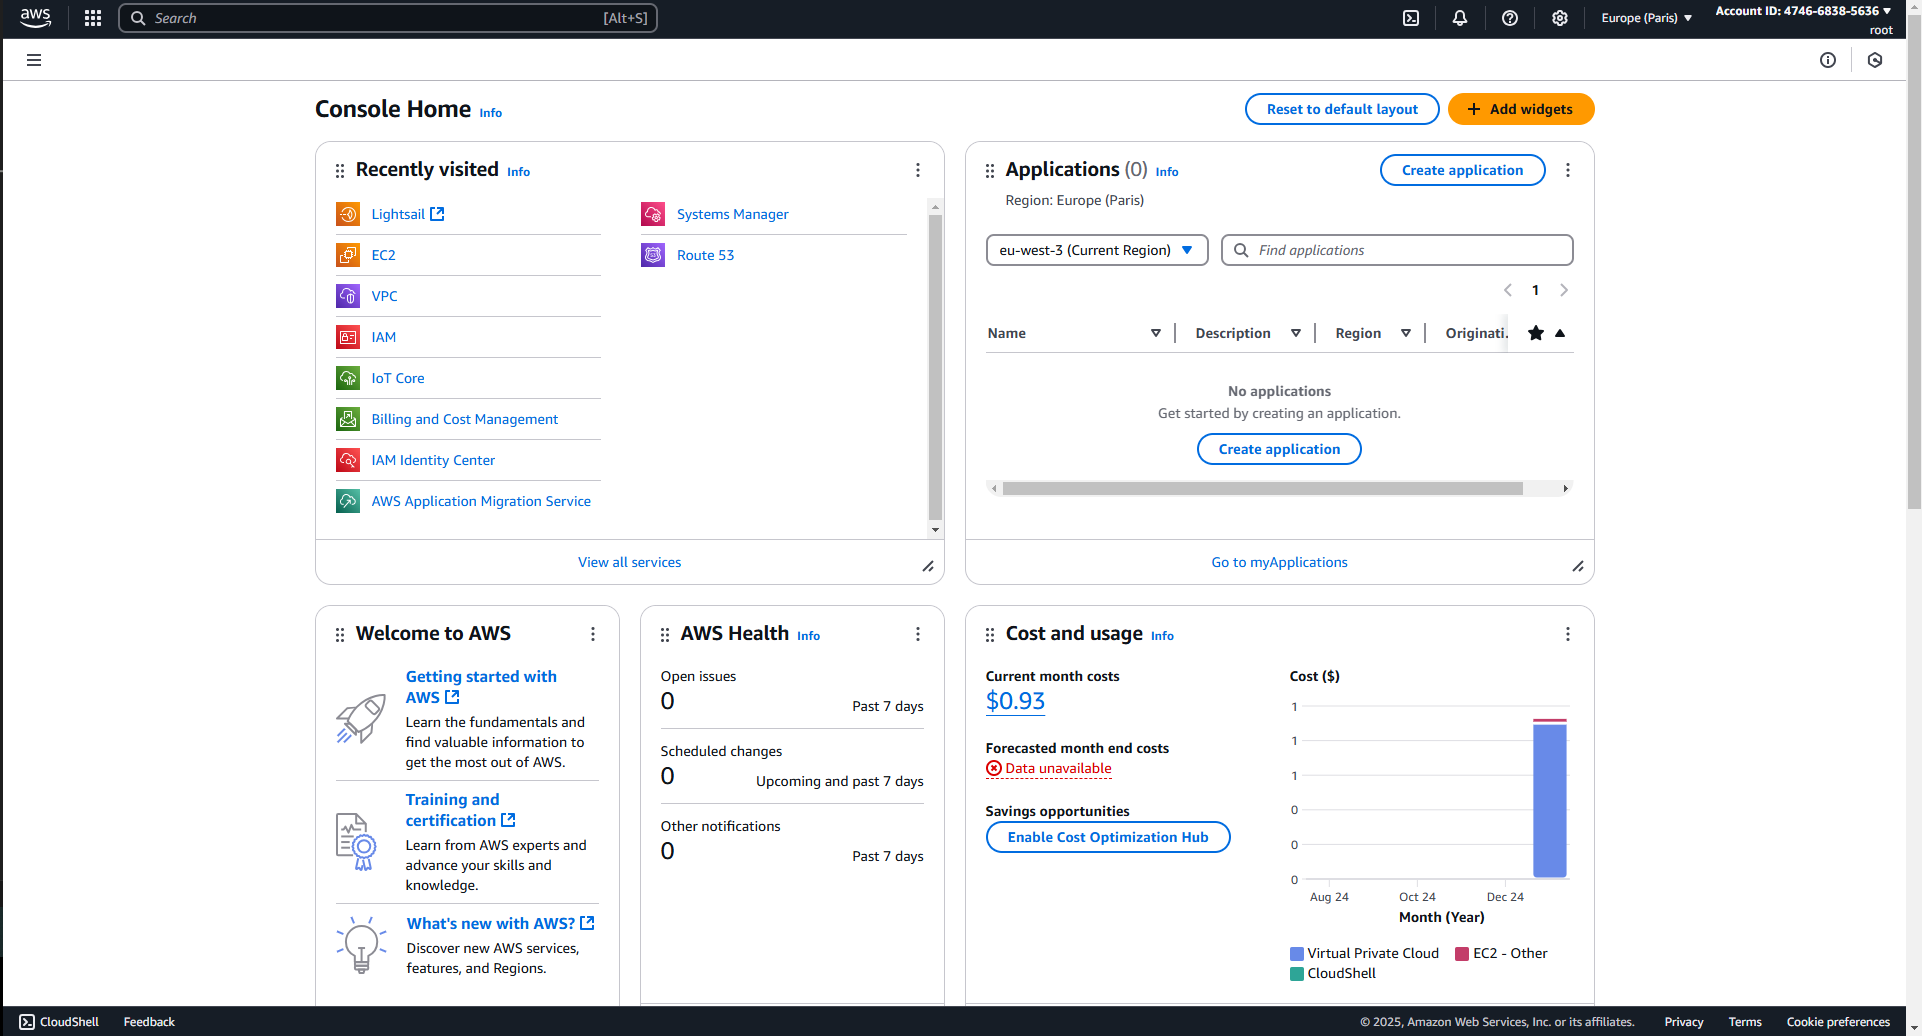 aws
Search [Alt+S]
Europe (Paris)
Account ID: 4746-6838-5636
root
Console Home Info
Reset to default layout
Add widgets
Recently visited Info
Lightsail
EC2
VPC
IAM
IoT Core
Billing and Cost Management
IAM Identity Center
AWS Application Migration Service
Systems Manager
Route 53
View all services
Applications (0) Info
Create application
Region: Europe (Paris)
eu-west-3 (Current Region)
Find applications
1
Name Description Region Originati.
No applications
Get started by creating an application.
Create application
Go to myApplications
Welcome to AWS
Getting started with
AWS
Learn the fundamentals and
find valuable information to
get the most out of AWS.
Training and
certification
Learn from AWS experts and
advance your skills and
knowledge.
What's new with AWS?
Discover new AWS services,
features, and Regions.
AWS Health Info
Open issues
0
Past 7 days
Scheduled changes
0
Upcoming and past 7 days
Other notifications
0
Past 7 days
Cost and usage Info
Current month costs
$0.93
Forecasted month end costs
Data unavailable
Savings opportunities
Enable Cost Optimization Hub
Cost ($)
1
1
1
0
0
0
Aug 24 Oct 24 Dec 24
Month (Year)
Virtual Private Cloud EC2 - Other
CloudShell
CloudShell Feedback
© 2025, Amazon Web Services, Inc. or its affiliates. Privacy Terms Cookie preferences